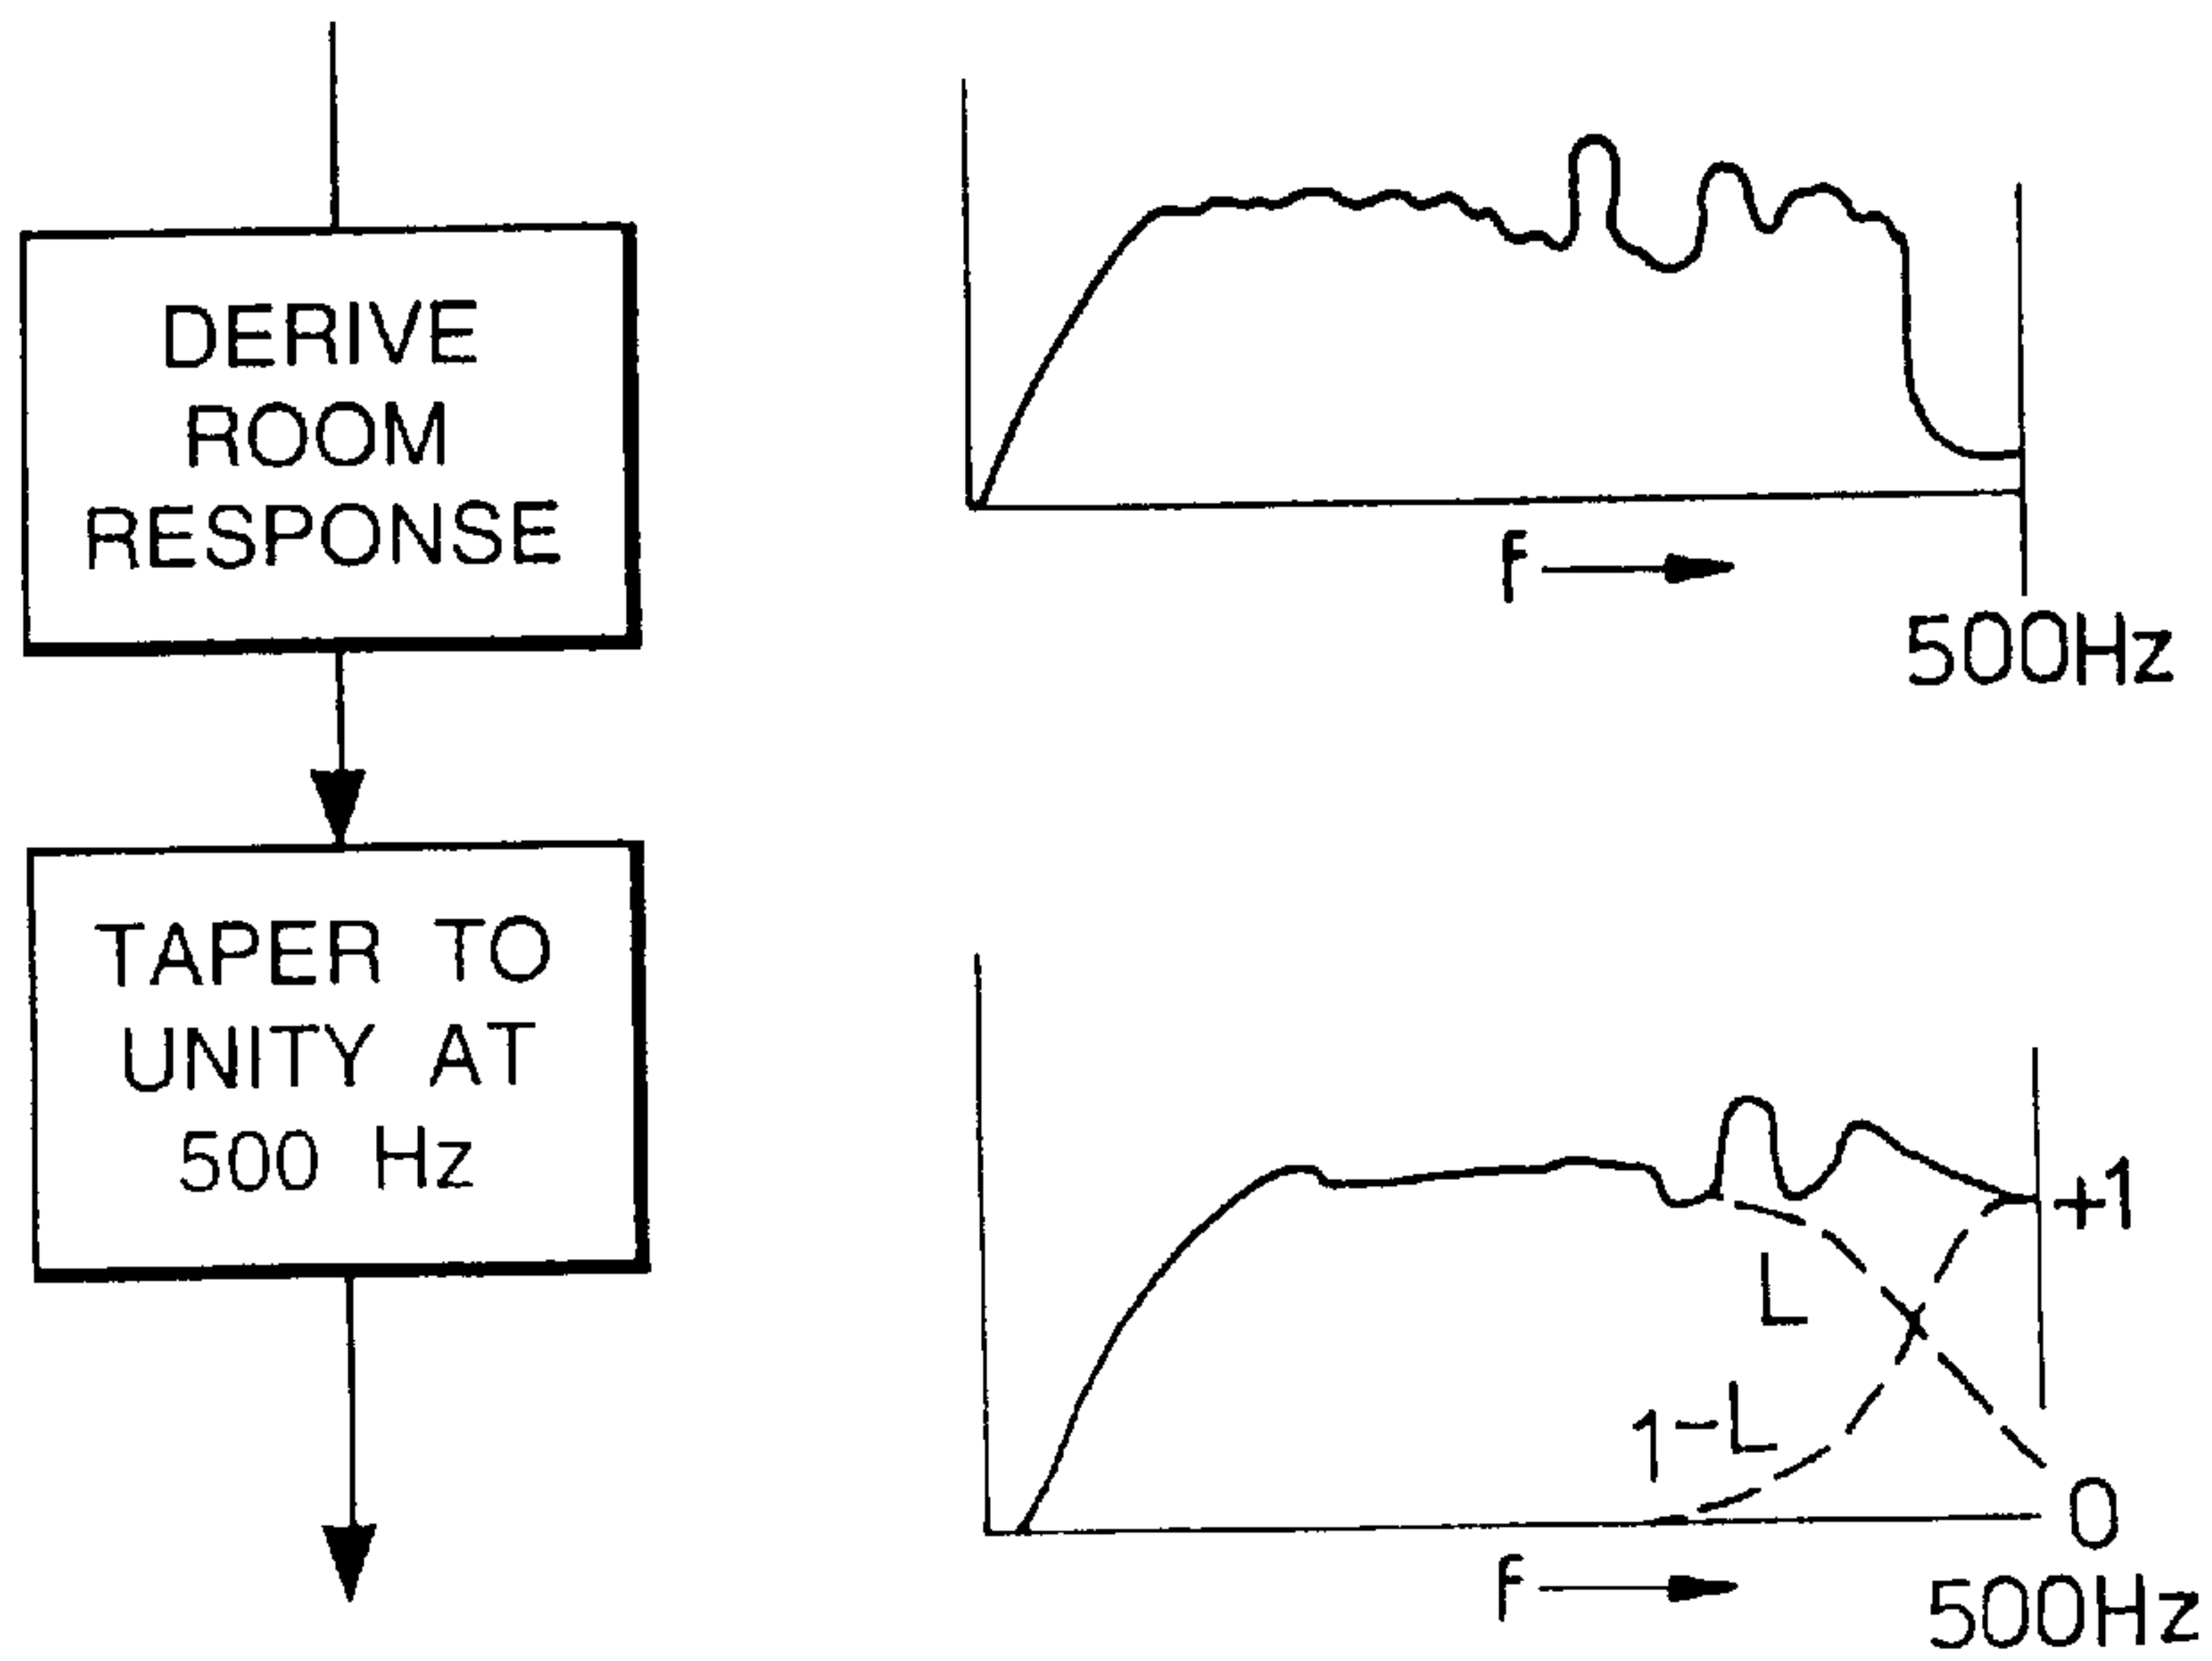 DERIVE
ROOM
RESPONSE
f
500Hz
TAPER TO
UNITY AT
500 Hz
+1
L
1-L
0
f
500Hz